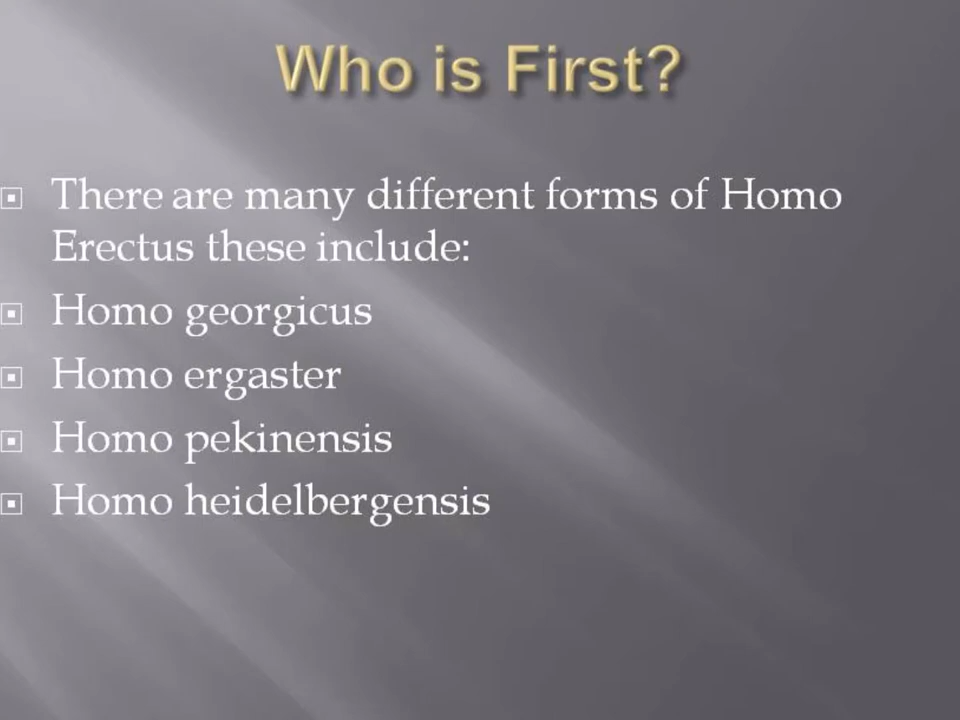 Who is First?
There are many different forms of Homo
Erectus these include:
Homo georgicus
Homo ergaster
Homo pekinensis
Homo heidelbergensis